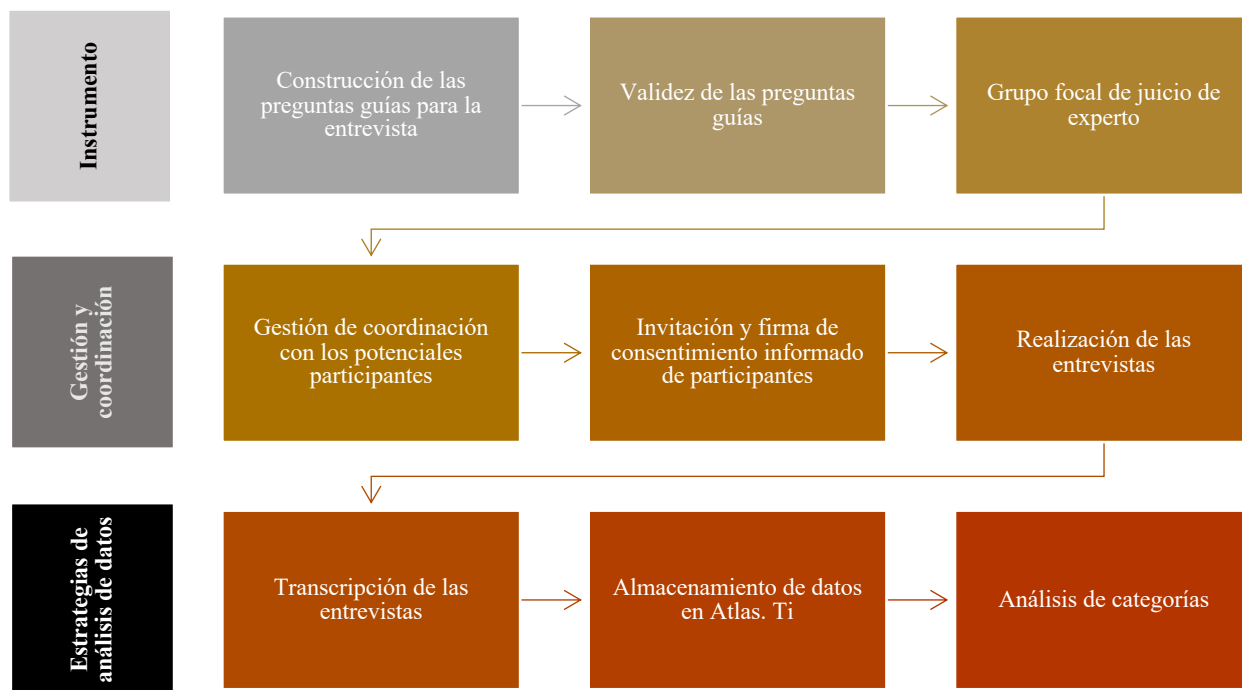 Instrumento
Construcción de las
preguntas guías para la
entrevista
Validez de las preguntas
guías
Grupo focal de juicio de
experto
Gestión y
coordinación
Gestión de coordinación
con los potenciales
participantes
Invitación y firma de
consentimiento informado
de participantes
Realización de las
entrevistas
Estrategias de
análisis de datos
Transcripción de las
entrevistas
Almacenamiento de datos
en Atlas. Ti
Análisis de categorías